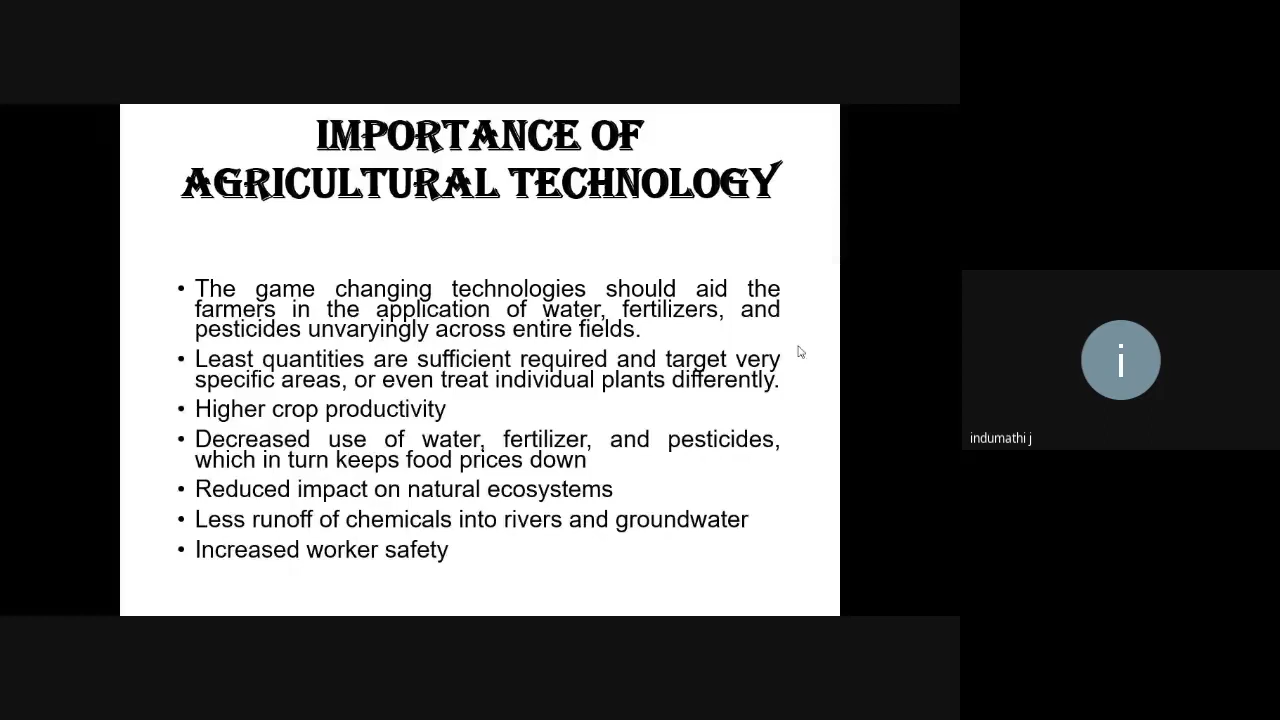 IMPORTANCE OF
AGRICULTURAL TECHNOLOGY
• The game changing technologies should aid the
farmers in the application of water, fertilizers, and
pesticides unvaryingly across entire fields.
• Least quantities are sufficient required and target very
specific areas, or even treat individual plants differently.
• Higher crop productivity
• Decreased use of water, fertilizer, and pesticides,
which in turn keeps food prices down
• Reduced impact on natural ecosystems
• Less runoff of chemicals into rivers and groundwater
• Increased worker safety
i
indumathi j